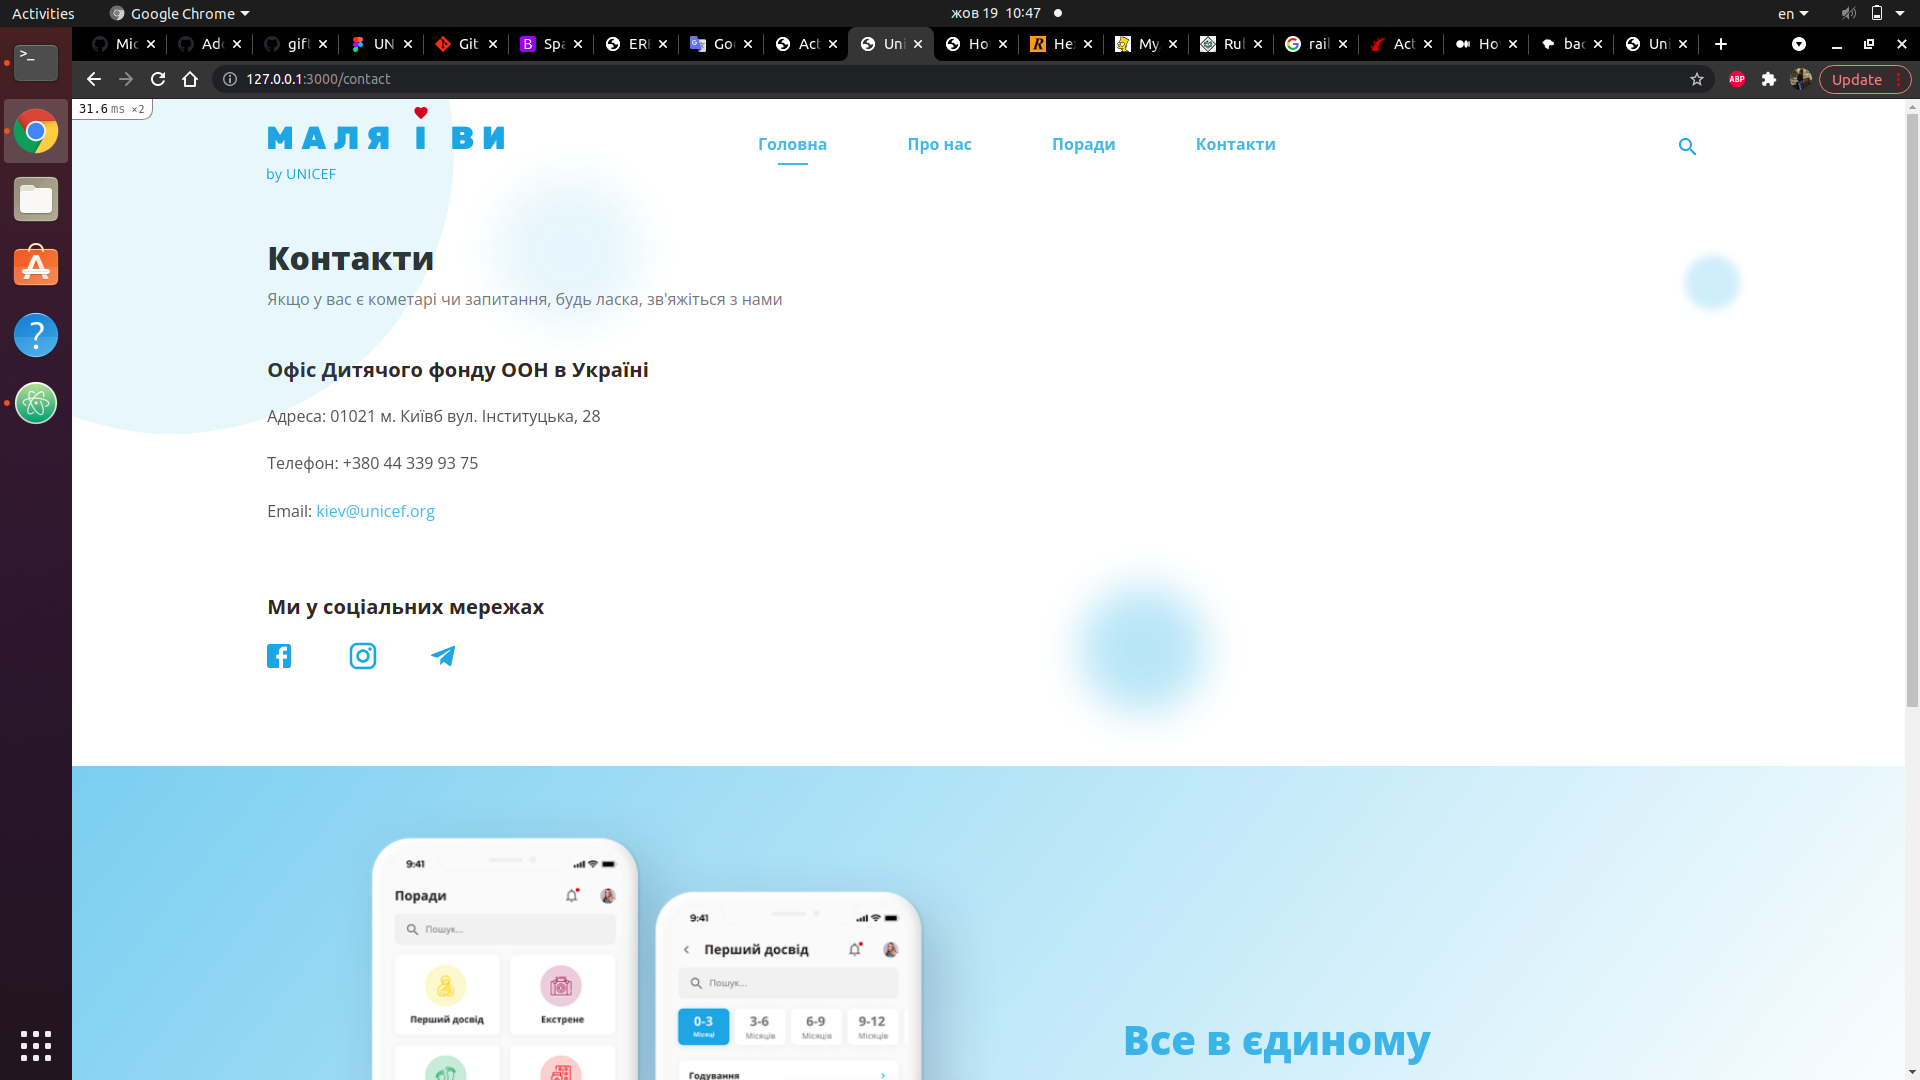 Activities
Google Chrome
жов 19 10:47
en
Mic
Ado
gift
UN
Git
Spa
ERI
Goo
Act
Uni
Ho
He
My
Rul
rail
Act
Ho
bac
Uni
127.0.0.1:3000/contact
ABP
Update
31.6 ms ×2
МАЛЯ І ВИ
by UNICEF
Головна
Про нас
Поради
Контакти
Контакти
Якщо у вас є кометарі чи запитання, будь ласка, зв'яжіться з нами
Офіс Дитячого фонду ООН в Україні
Адреса: 01021 м. Київб вул. Інституцька, 28
Телефон: +380 44 339 93 75
Email: kiev@unicef.org
Ми у соціальних мережах
9:41
Поради
Пошук...
Перший досвід
Екстрене
9:41
Перший досвід
Пошук...
0-3
Місяці
3-6
Місяців
6-9
Місяців
9-12
Місяців
Годування
Все в єдиному